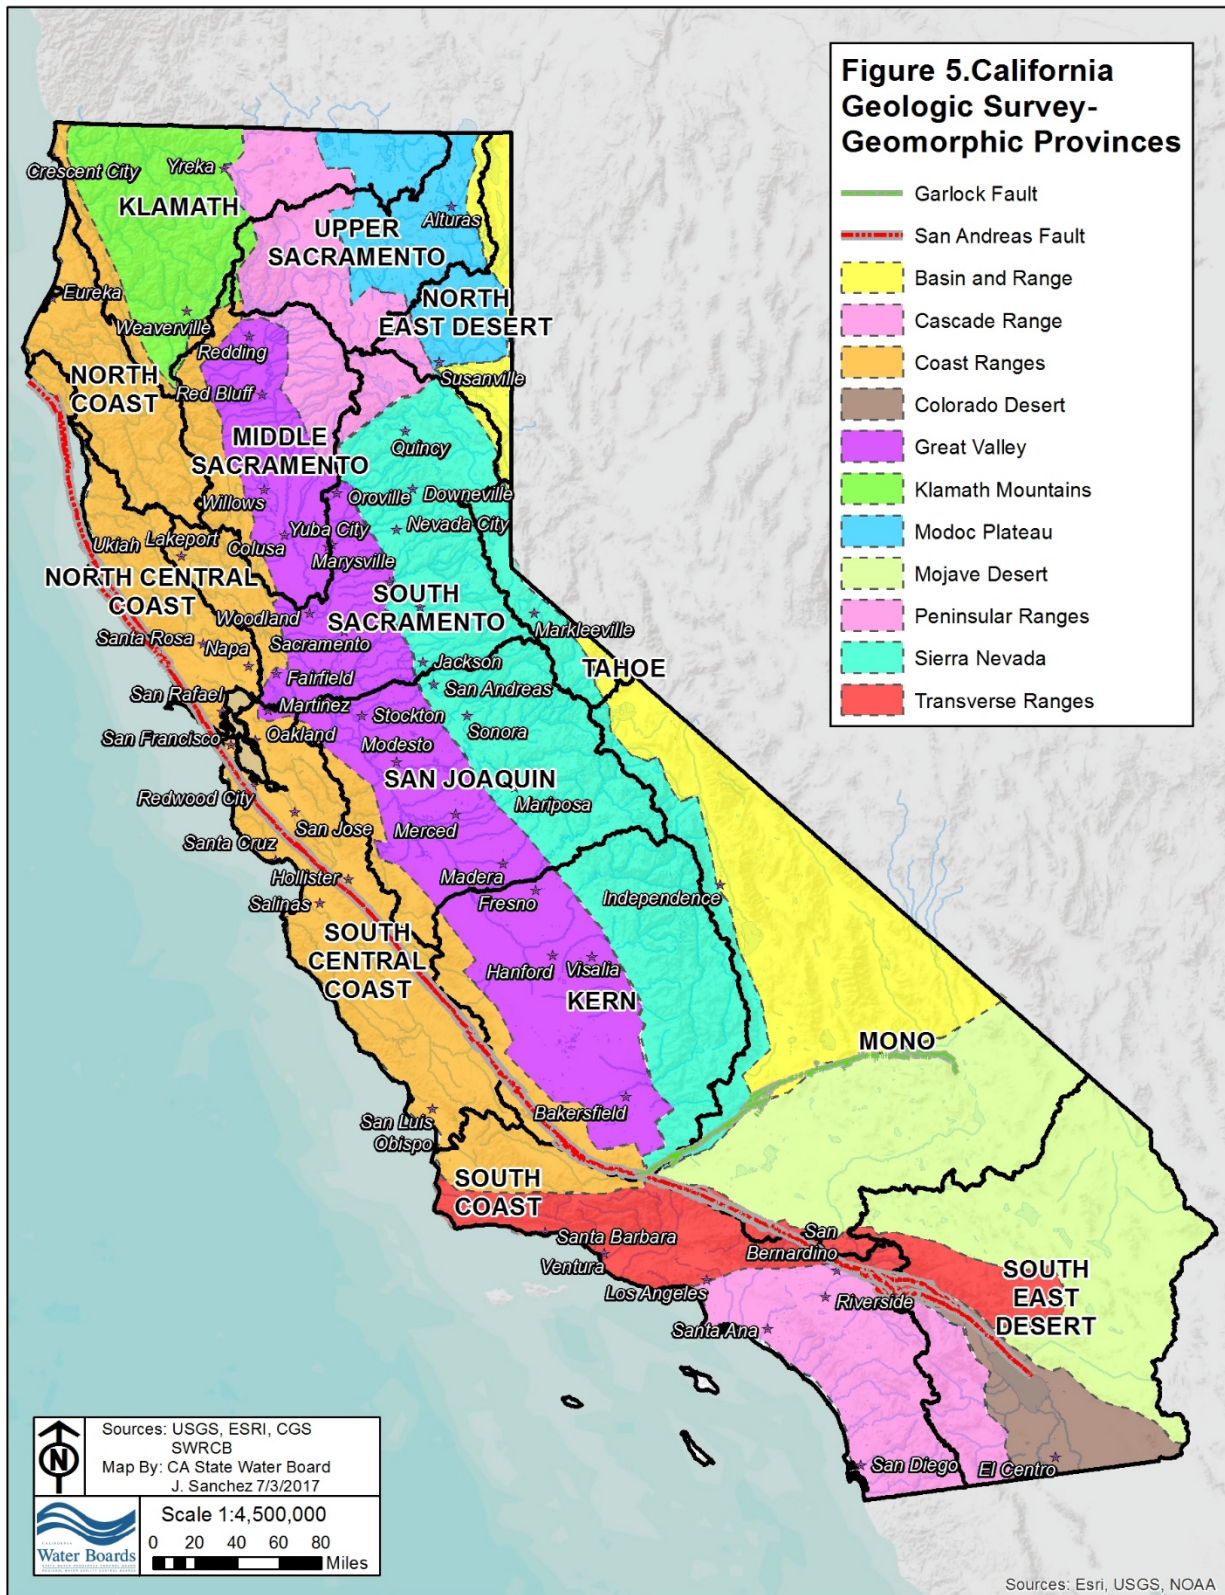 Figure 5.California
Geologic Survey-
Geomorphic Provinces
Garlock Fault
San Andreas Fault
Basin and Range
Cascade Range
Coast Ranges
Colorado Desert
Great Valley
Klamath Mountains
Modoc Plateau
Mojave Desert
Peninsular Ranges
Sierra Nevada
Transverse Ranges
Crescent City
Yreka
KLAMATH
Alturas
UPPER
SACRAMENTO
Eureka
NORTH
EAST DESERT
Weaverville
Redding
NORTH
COAST
Susanville
Red Bluff
MIDDLE
SACRAMENTO
Quincy
Willows
Oroville
Downeville
Yuba City
Nevada City
Ukiah
Lakeport
Colusa
Marysville
NORTH CENTRAL
COAST
SOUTH
SACRAMENTO
Woodland
Markleeville
Santa Rosa
Napa
Sacramento
Jackson
TAHOE
Fairfield
San Rafael
San Andreas
Martinez
Stockton
Sonora
San Francisco
Oakland
Modesto
SAN JOAQUIN
Redwood City
Mariposa
San Jose
Merced
Santa Cruz
Hollister
Madera
Salinas
Fresno
Independence
SOUTH
CENTRAL
COAST
Hanford
Visalia
KERN
MONO
Bakersfield
San Luis
Obispo
SOUTH
COAST
Santa Barbara
San
Bernardino
Ventura
SOUTH
EAST
DESERT
Los Angeles
Riverside
Santa Ana
San Diego
El Centro
N
Sources: USGS, ESRI, CGS
SWRCB
Map By: CA State Water Board
J. Sanchez 7/3/2017
CALIFORNIA
Water Boards
Scale 1:4,500,000
0 20 40 60 80
Miles
Sources: Esri, USGS, NOAA